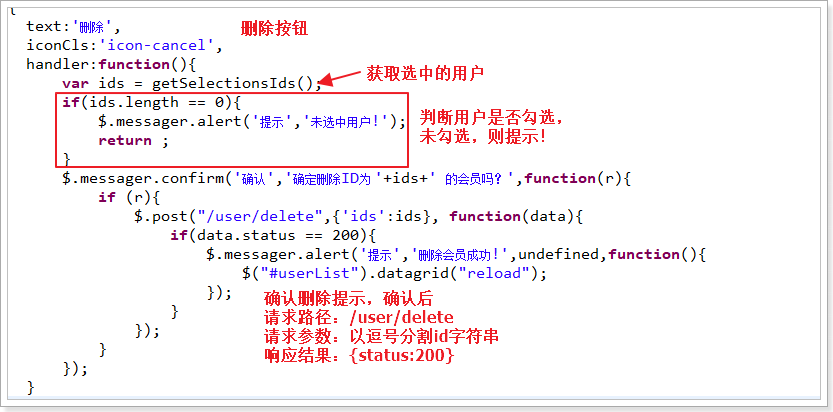 {
text:'删除',
删除按钮
iconCls:'icon-cancel',
handler:function(){
var ids = getSelectionsIds();
获取选中的用户
if(ids.length == 0){
$.messager.alert('提示','未选中用户!');
return ;
}
判断用户是否勾选，
未勾选，则提示！
$.messager.confirm('确认','确定删除ID为 '+ids+' 的会员吗？',function(r){
if (r){
$.post("/user/delete",{'ids':ids}, function(data){
if(data.status == 200){
$.messager.alert('提示','删除会员成功!',undefined,function(){
$("#userList").datagrid("reload");
});
}
});
}
});
}
确认删除提示，确认后
请求路径：/user/delete
请求参数：以逗号分割id字符串
响应结果：{status:200}